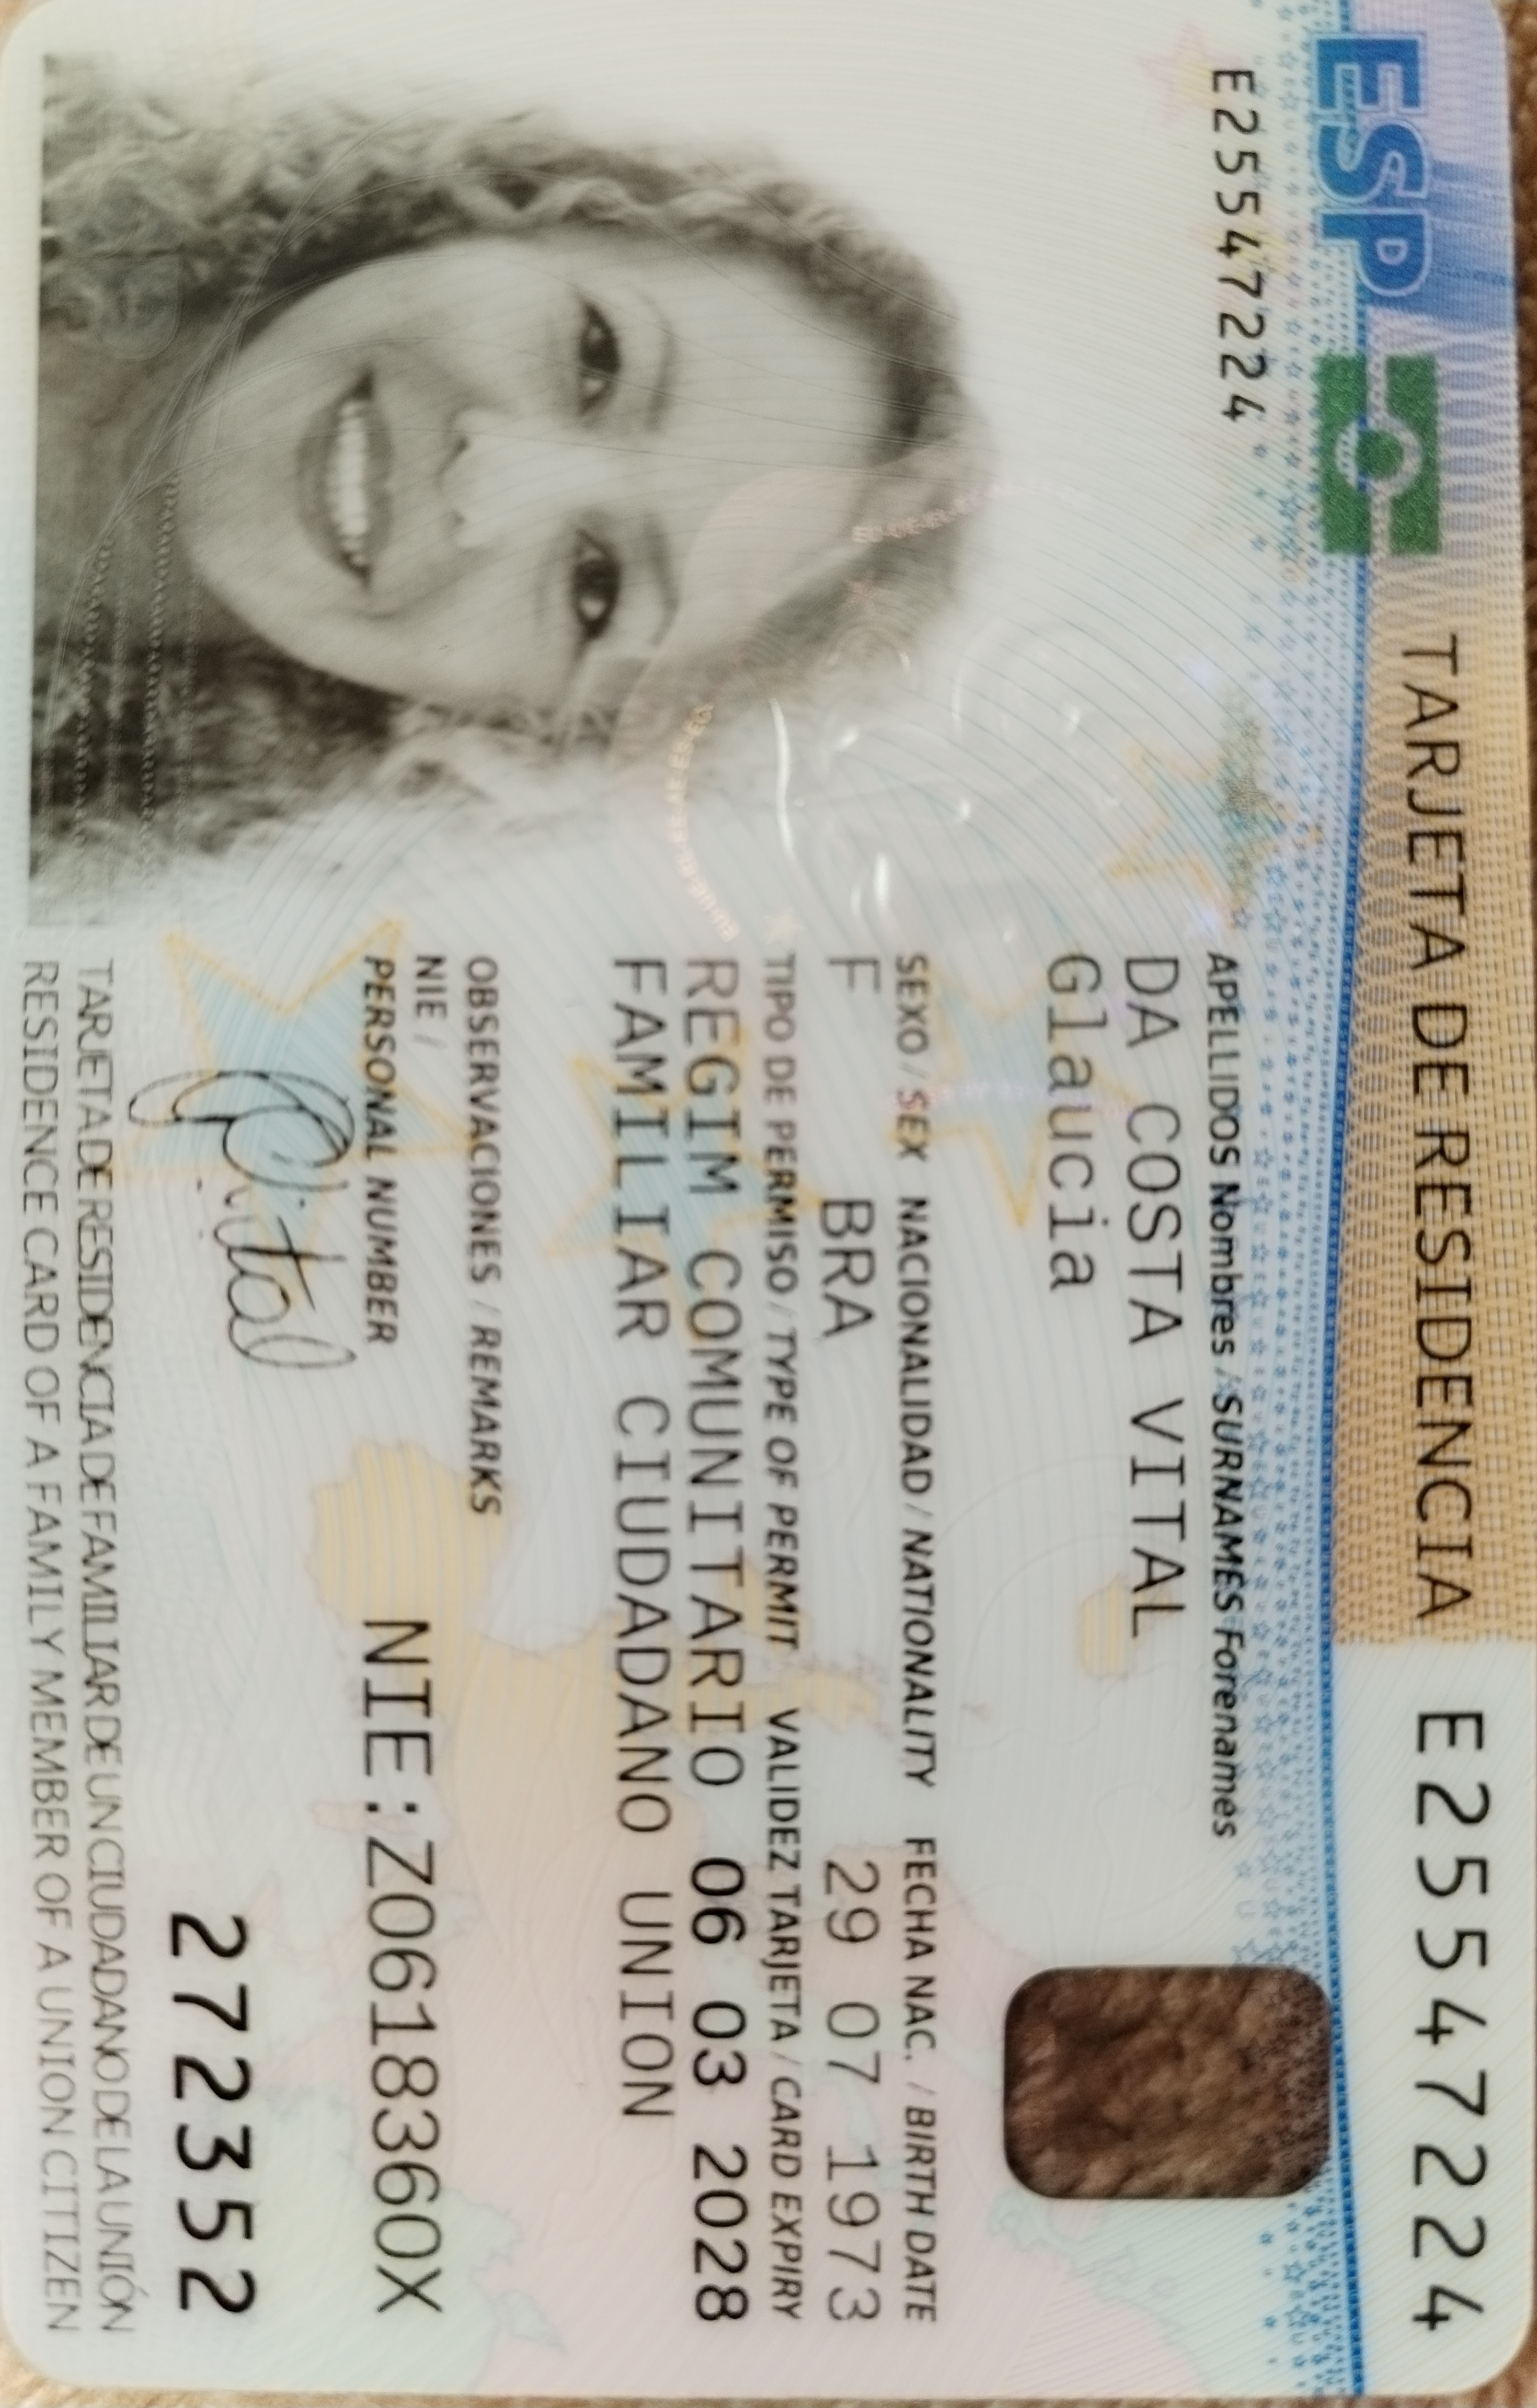 ESP TARJETA DE RESIDENCIA E25547224
E25547224
APELLIDOS Nombres / SURNAMES Forenames
DA COSTA VITAL
Glaucia
SEXO / SEX NACIONALIDAD / NATIONALITY FECHA NAC. / BIRTH DATE
F BRA 29 07 1973
TIPO DE PERMISO / TYPE OF PERMIT VALIDEZ TARJETA / CARD EXPIRY
REGIM COMUNITARIO 06 03 2028
FAMILIAR CIUDADANO UNION
OBSERVACIONES / REMARKS
NIE /
PERSONAL NUMBER NIE:Z0618360X
272352
TARJETA DE RESIDENCIA DE FAMILIAR DE UN CIUDADANO DE LA UNIÓN
RESIDENCE CARD OF A FAMILY MEMBER OF A UNION CITIZEN